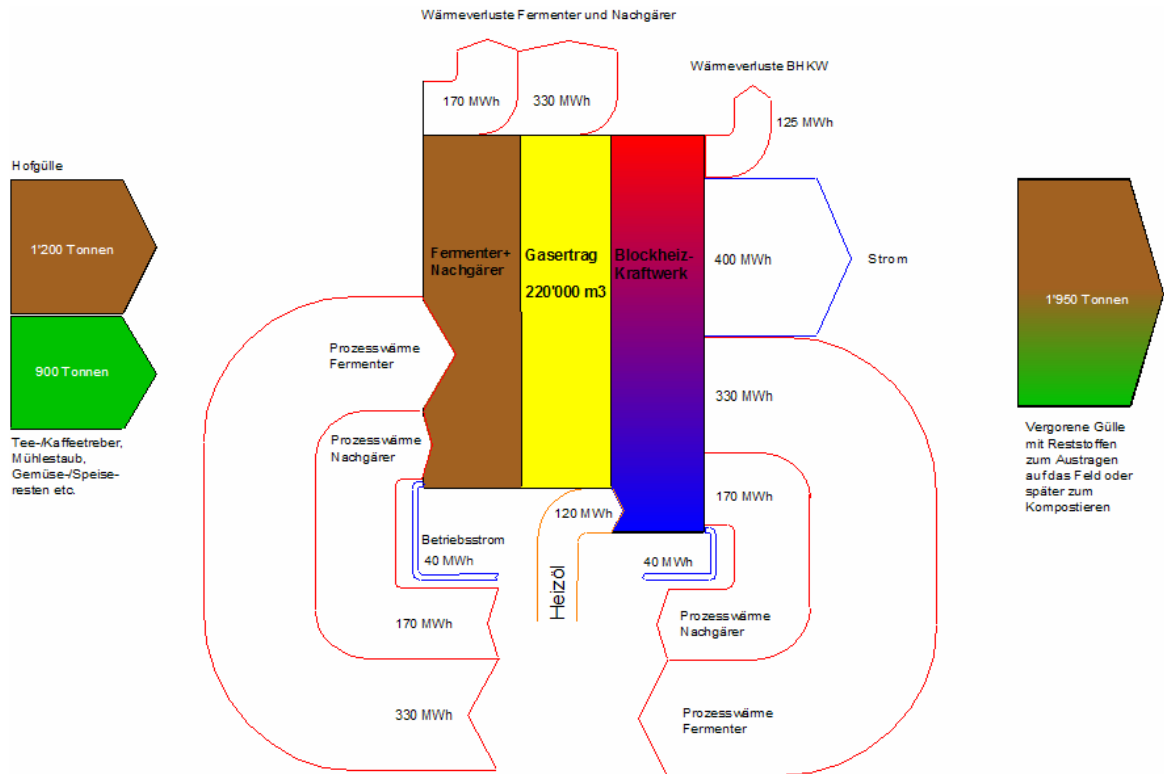 Wärmeverluste Fermenter und Nachgärer
Wärmeverluste BHKW
170 MWh
330 MWh
125 MWh
Hofgülle
1'200 Tonnen
900 Tonnen
Tee-/Kaffeetreber,
Mühlestaub,
Gemüse-/Speise-
resten etc.
Fermenter+
Nachgärer
Gasertrag
220'000 m3
Blockheiz-
Kraftwerk
400 MWh
Strom
1'950 Tonnen
Vergorene Gülle
mit Reststoffen
zum Austragen
auf das Feld oder
später zum
Kompostieren
Prozesswärme
Fermenter
Prozesswärme
Nachgärer
330 MWh
170 MWh
120 MWh
Heizöl
Betriebsstrom
40 MWh
40 MWh
170 MWh
Prozesswärme
Nachgärer
330 MWh
Prozesswärme
Fermenter